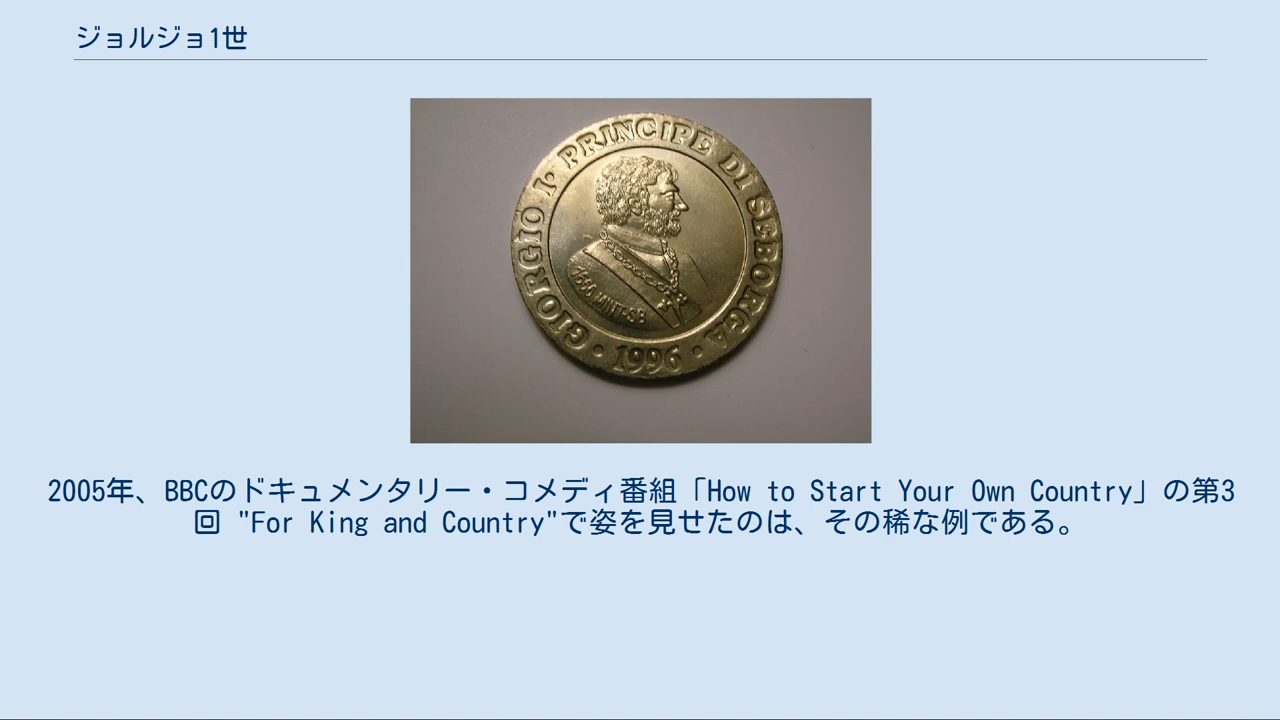 ジョルジョ1世
GIORGIO I · PRINCIPE DI SEBORGA
1666 MINT-SB
· 1996 ·
2005年、BBCのドキュメンタリー・コメディ番組「How to Start Your Own Country」の第3
回 "For King and Country"で姿を見せたのは、その稀な例である。